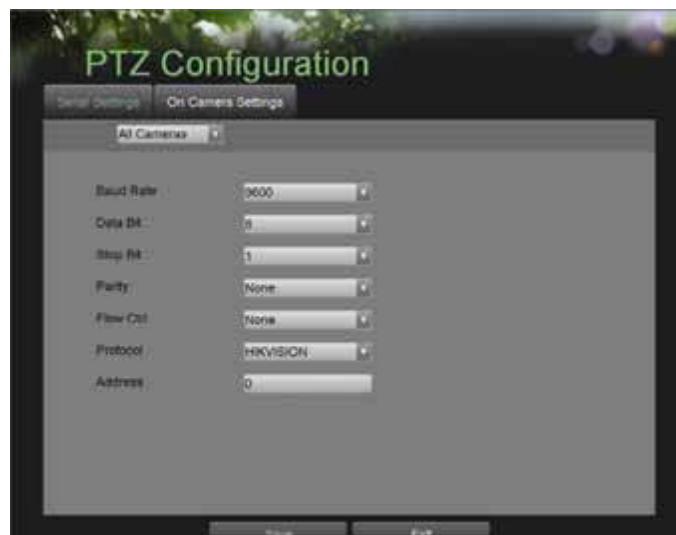 PTZ Configuration
Serial Settings On Camera Settings
All Cameras
Baud Rate 9600
Data Bit 8
Stop Bit 1
Parity None
Flow Ctrl None
Protocol HIKVISION
Address 0
Save Exit